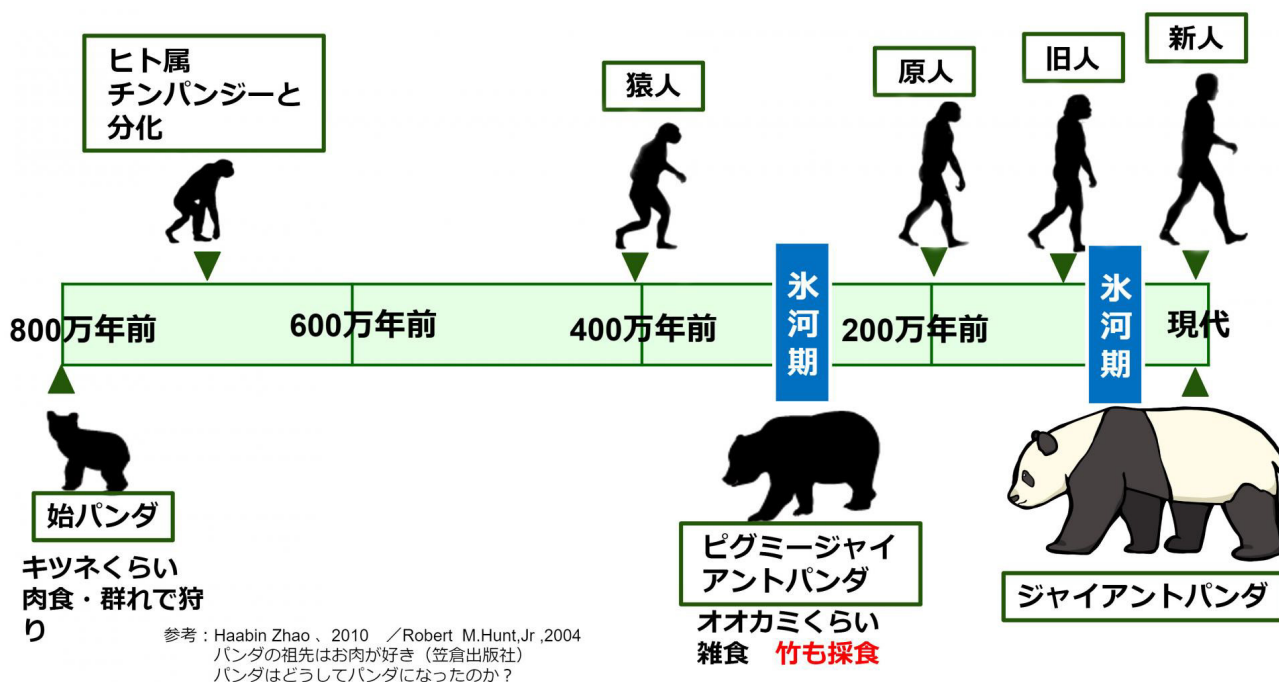 ヒト属
チンパンジーと
分化
猿人
原人
旧人
新人
800万年前
600万年前
400万年前
氷河期
200万年前
氷河期
現代
始パンダ
キツネくらい
肉食・群れで狩
り
ピグミージャイ
アントパンダ
オオカミくらい
雑食 竹も採食
ジャイアントパンダ
参考：Haabin Zhao 、2010 ／Robert M.Hunt,Jr ,2004
パンダの祖先はお肉が好き（笠倉出版社）
パンダはどうしてパンダになったのか？